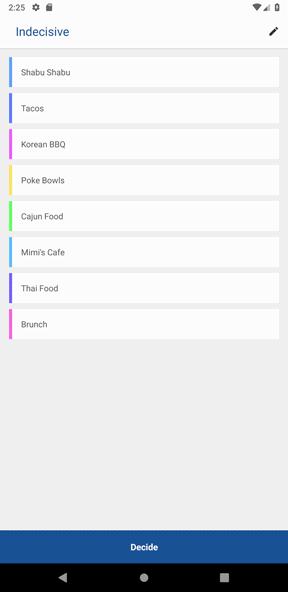 2:25
Indecisive
Shabu Shabu
Tacos
Korean BBQ
Poke Bowls
Cajun Food
Mimi's Cafe
Thai Food
Brunch
Decide